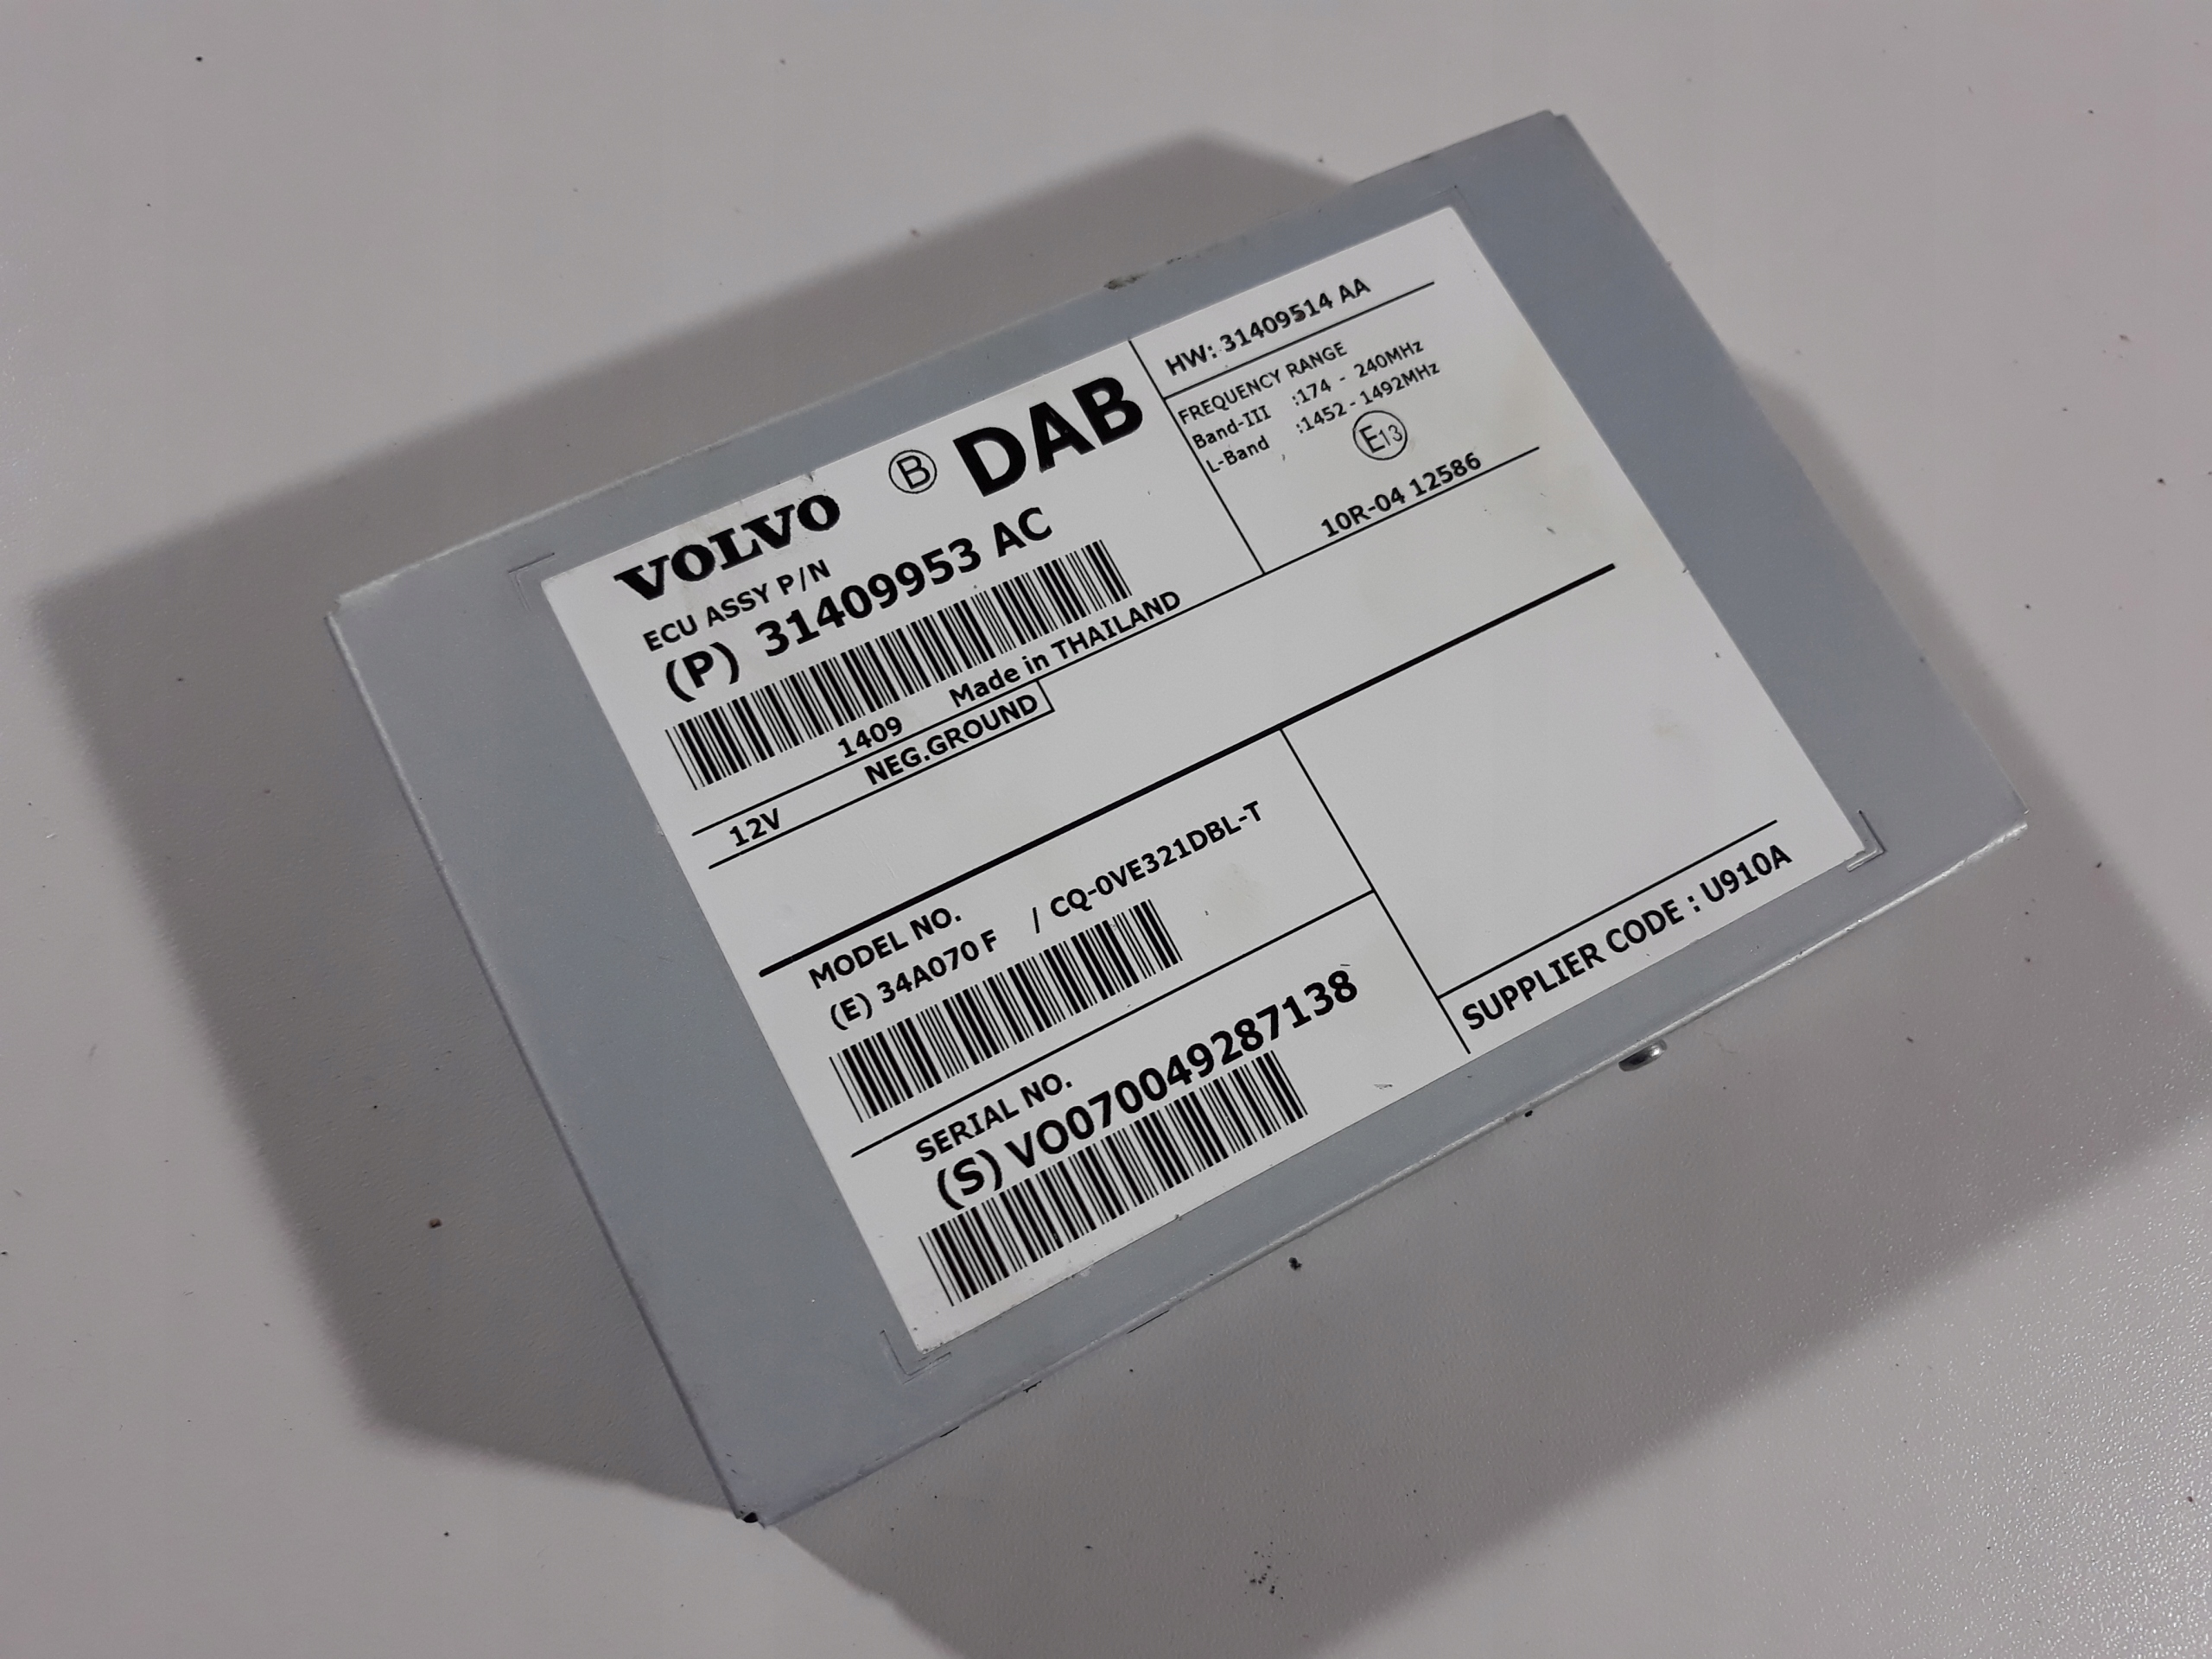 VOLVO B DAB
ECU ASSY P/N
(P) 31409953 AC
1409 Made in THAILAND
12V NEG.GROUND
HW: 31409514 AA
FREQUENCY RANGE
Band-III :174 - 240MHz
L-Band :1452 - 1492MHz
E13
10R-04 12586
MODEL NO.
(E) 34A070 F / CQ-0VE321DBL-T
SERIAL NO.
(S) VO070049287138
SUPPLIER CODE : U910A